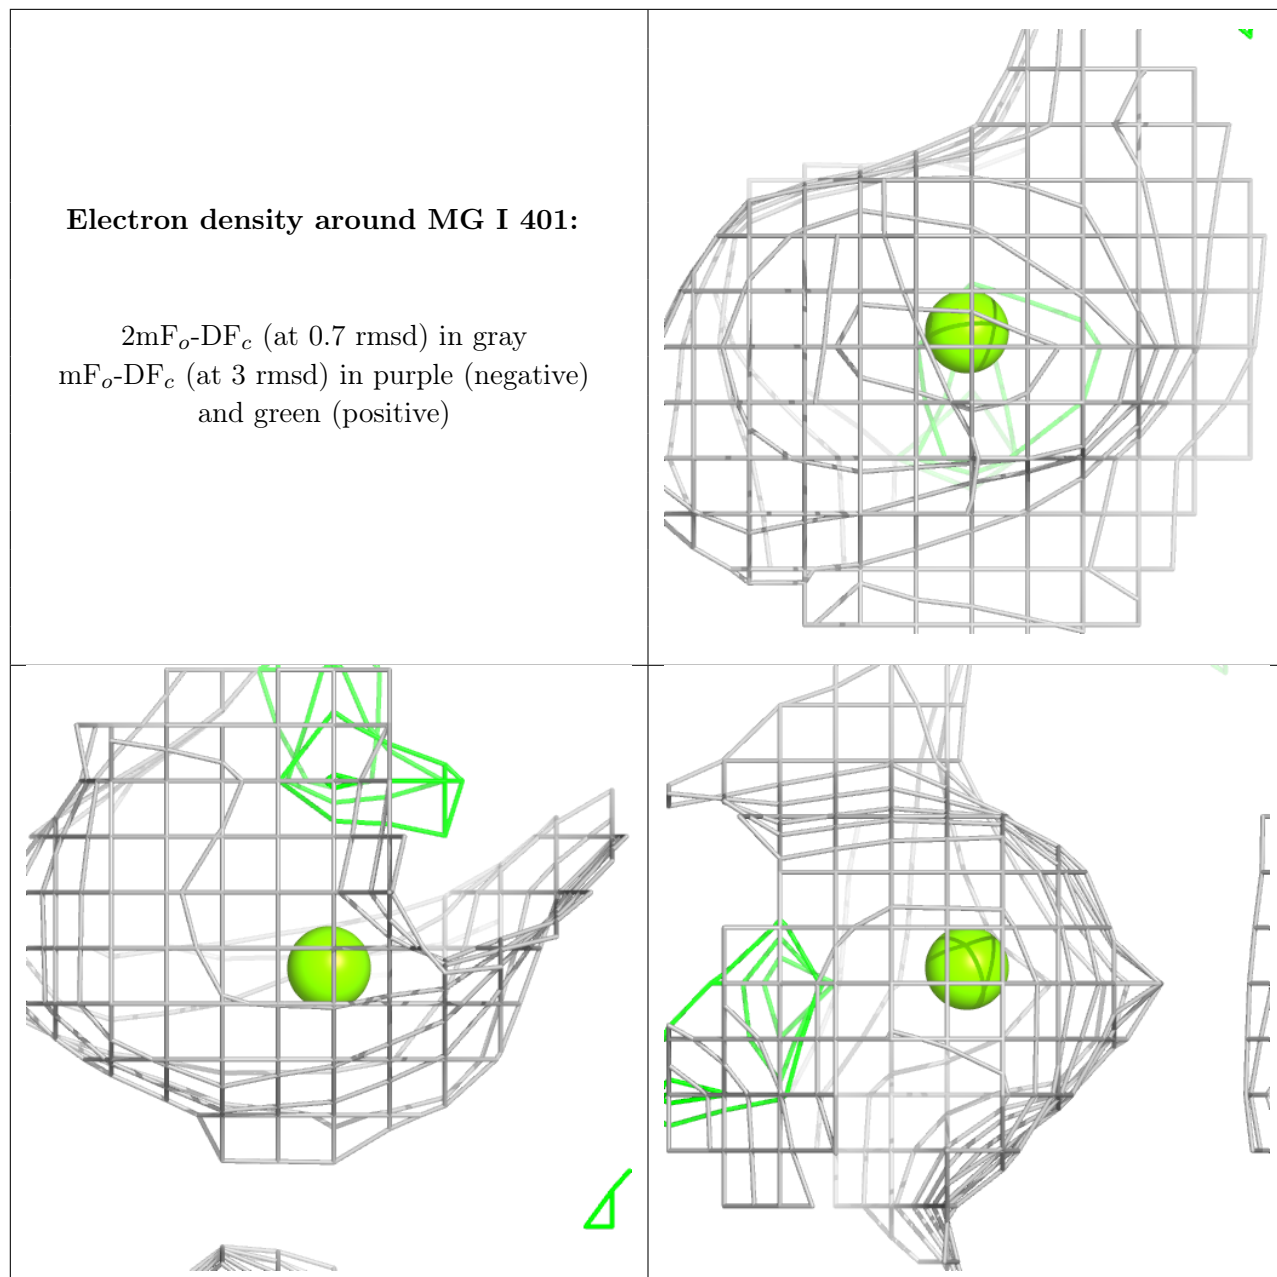 Electron density around MG I 401:
2mFo-DFc (at 0.7 rmsd) in gray
mFo-DFc (at 3 rmsd) in purple (negative)
and green (positive)